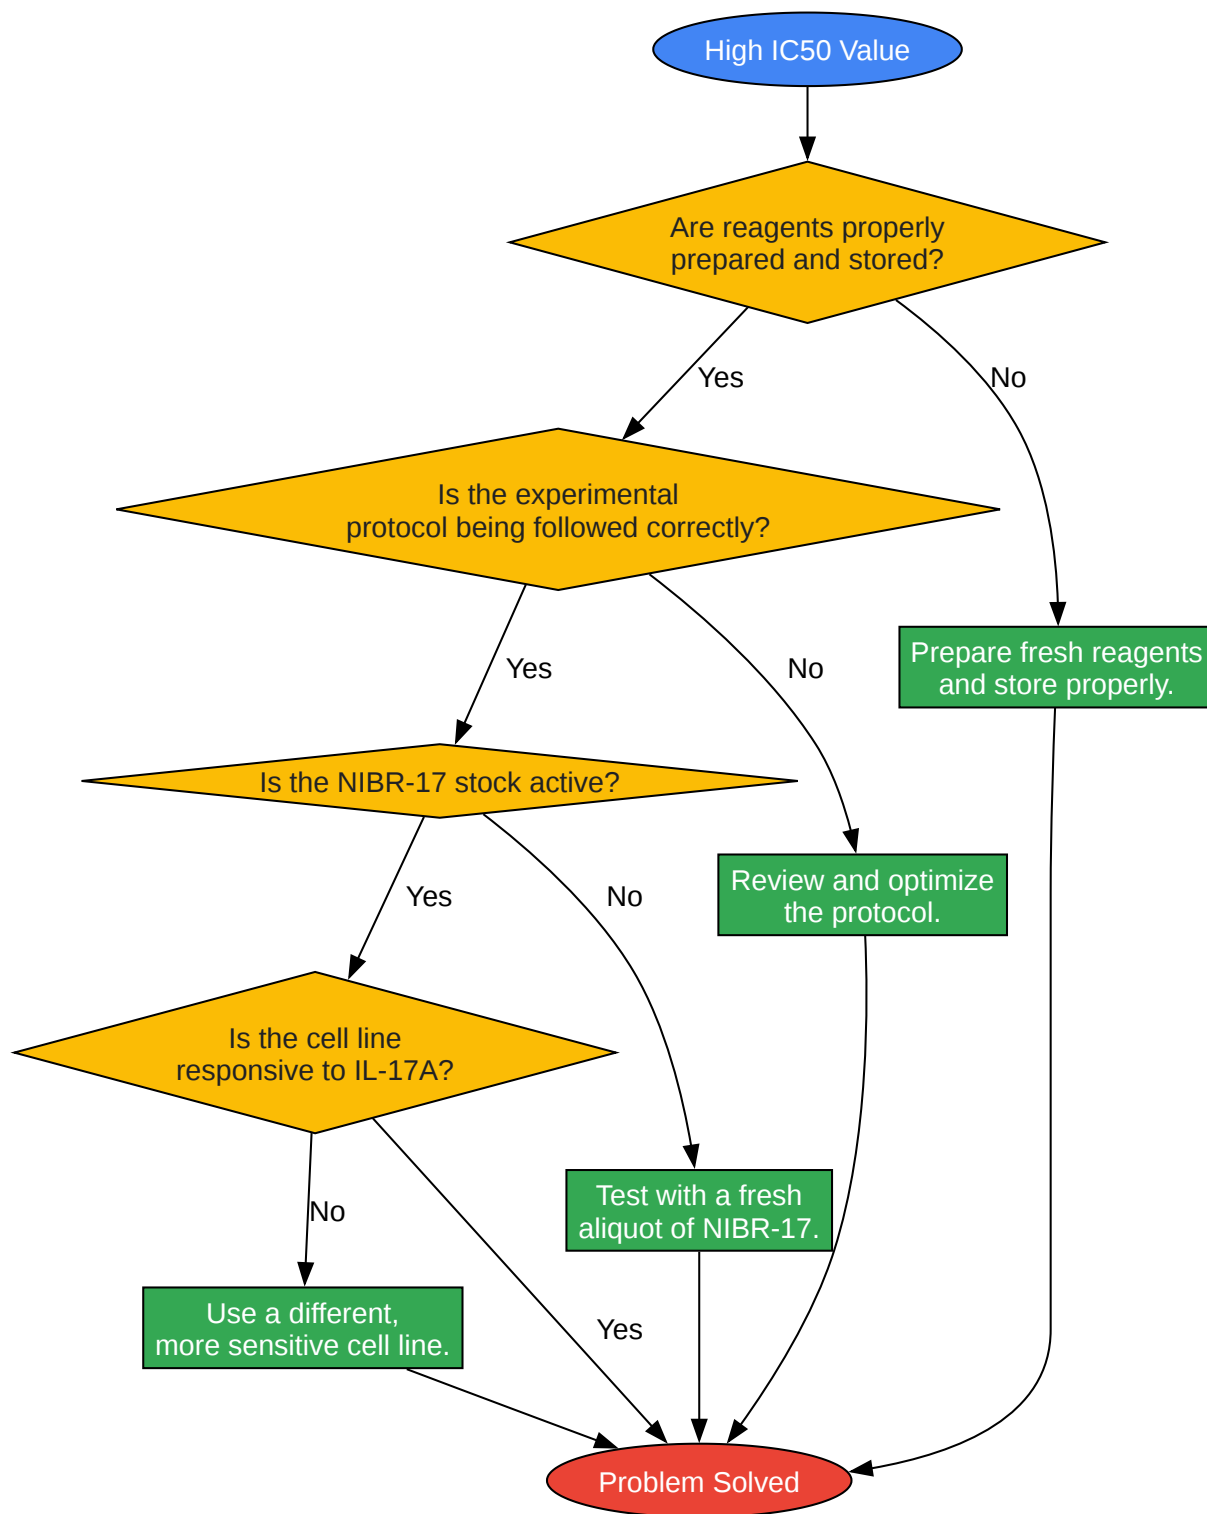 High IC50 Value
Are reagents properly
prepared and stored?
Yes
No
Is the experimental
protocol being followed correctly?
Yes
No
Prepare fresh reagents
and store properly.
Is the NIBR-17 stock active?
Yes
No
Review and optimize
the protocol.
Is the cell line
responsive to IL-17A?
No
Yes
Test with a fresh
aliquot of NIBR-17.
Use a different,
more sensitive cell line.
Problem Solved